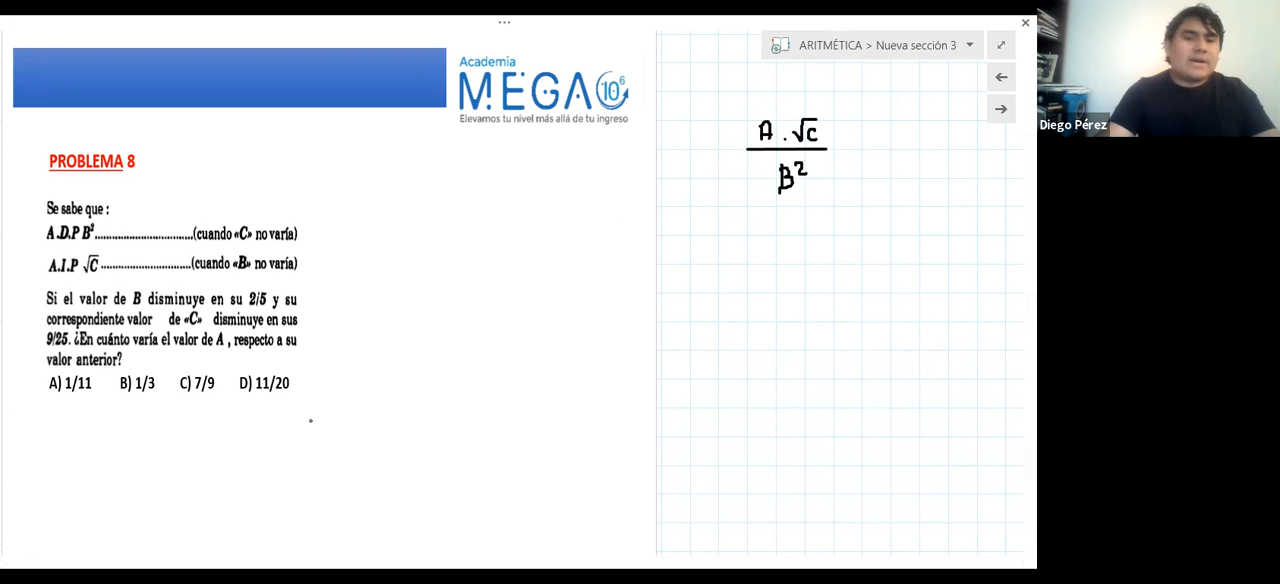 Academia
MEGA 10⁶
Elevamos tu nivel más allá de tu ingreso
ARITMÉTICA > Nueva sección 3
Diego Pérez
PROBLEMA 8
Se sabe que :
A .D.P B².................................(cuando «C» no varía)
A.I.P √C ..............................(cuando «B» no varía)
Si el valor de B disminuye en su 2/5 y su
correspondiente valor de «C» disminuye en sus
9/25. ¿En cuánto varía el valor de A , respecto a su
valor anterior?
A) 1/11 B) 1/3 C) 7/9 D) 11/20
A . √C
B²